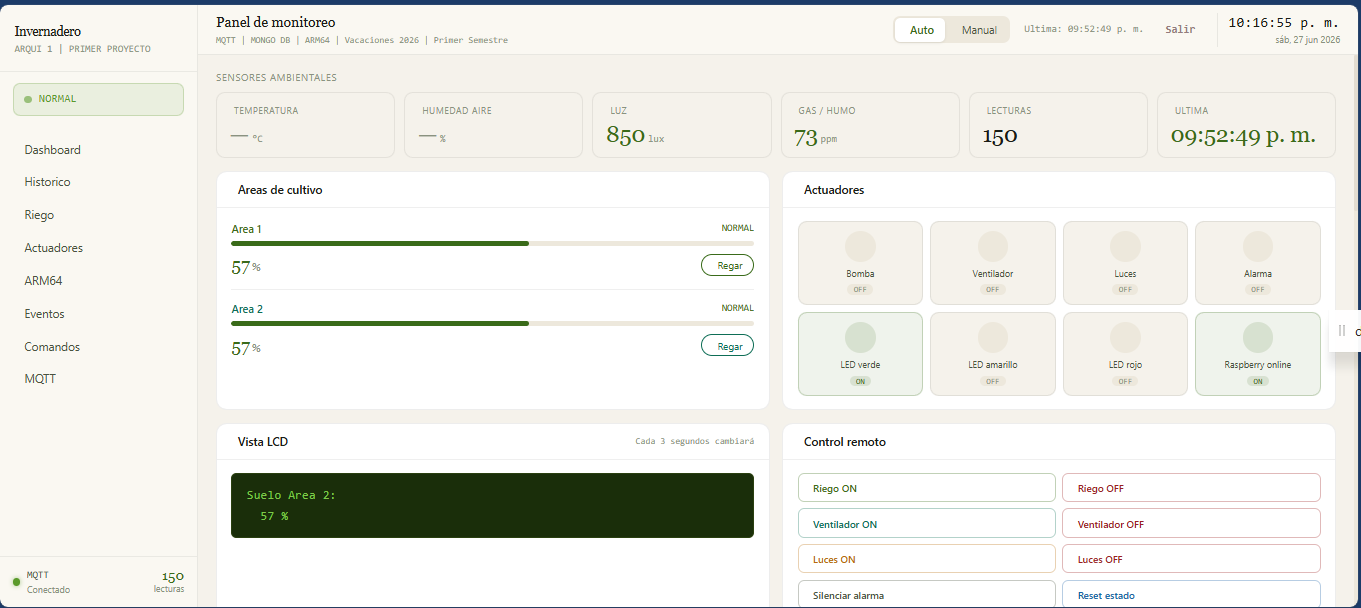 Invernadero
ARQUI 1 | PRIMER PROYECTO
NORMAL
Dashboard
Historico
Riego
Actuadores
ARM64
Eventos
Comandos
MQTT
MQTT
Conectado
150
lecturas
Panel de monitoreo
MQTT | MONGO DB | ARM64 | Vacaciones 2026 | Primer Semestre
Auto
Manual
Ultima: 09:52:49 p. m.
Salir
10:16:55 p. m.
sáb, 27 jun 2026
SENSORES AMBIENTALES
TEMPERATURA
— °C
HUMEDAD AIRE
— %
LUZ
850 lux
GAS / HUMO
73 ppm
LECTURAS
150
ULTIMA
09:52:49 p. m.
Areas de cultivo
Area 1
NORMAL
57 %
Regar
Area 2
NORMAL
57 %
Regar
Actuadores
Bomba
OFF
Ventilador
OFF
Luces
OFF
Alarma
OFF
LED verde
ON
LED amarillo
OFF
LED rojo
OFF
Raspberry online
ON
Vista LCD
Cada 3 segundos cambiará
Suelo Area 2:
57 %
Control remoto
Riego ON
Riego OFF
Ventilador ON
Ventilador OFF
Luces ON
Luces OFF
Silenciar alarma
Reset estado